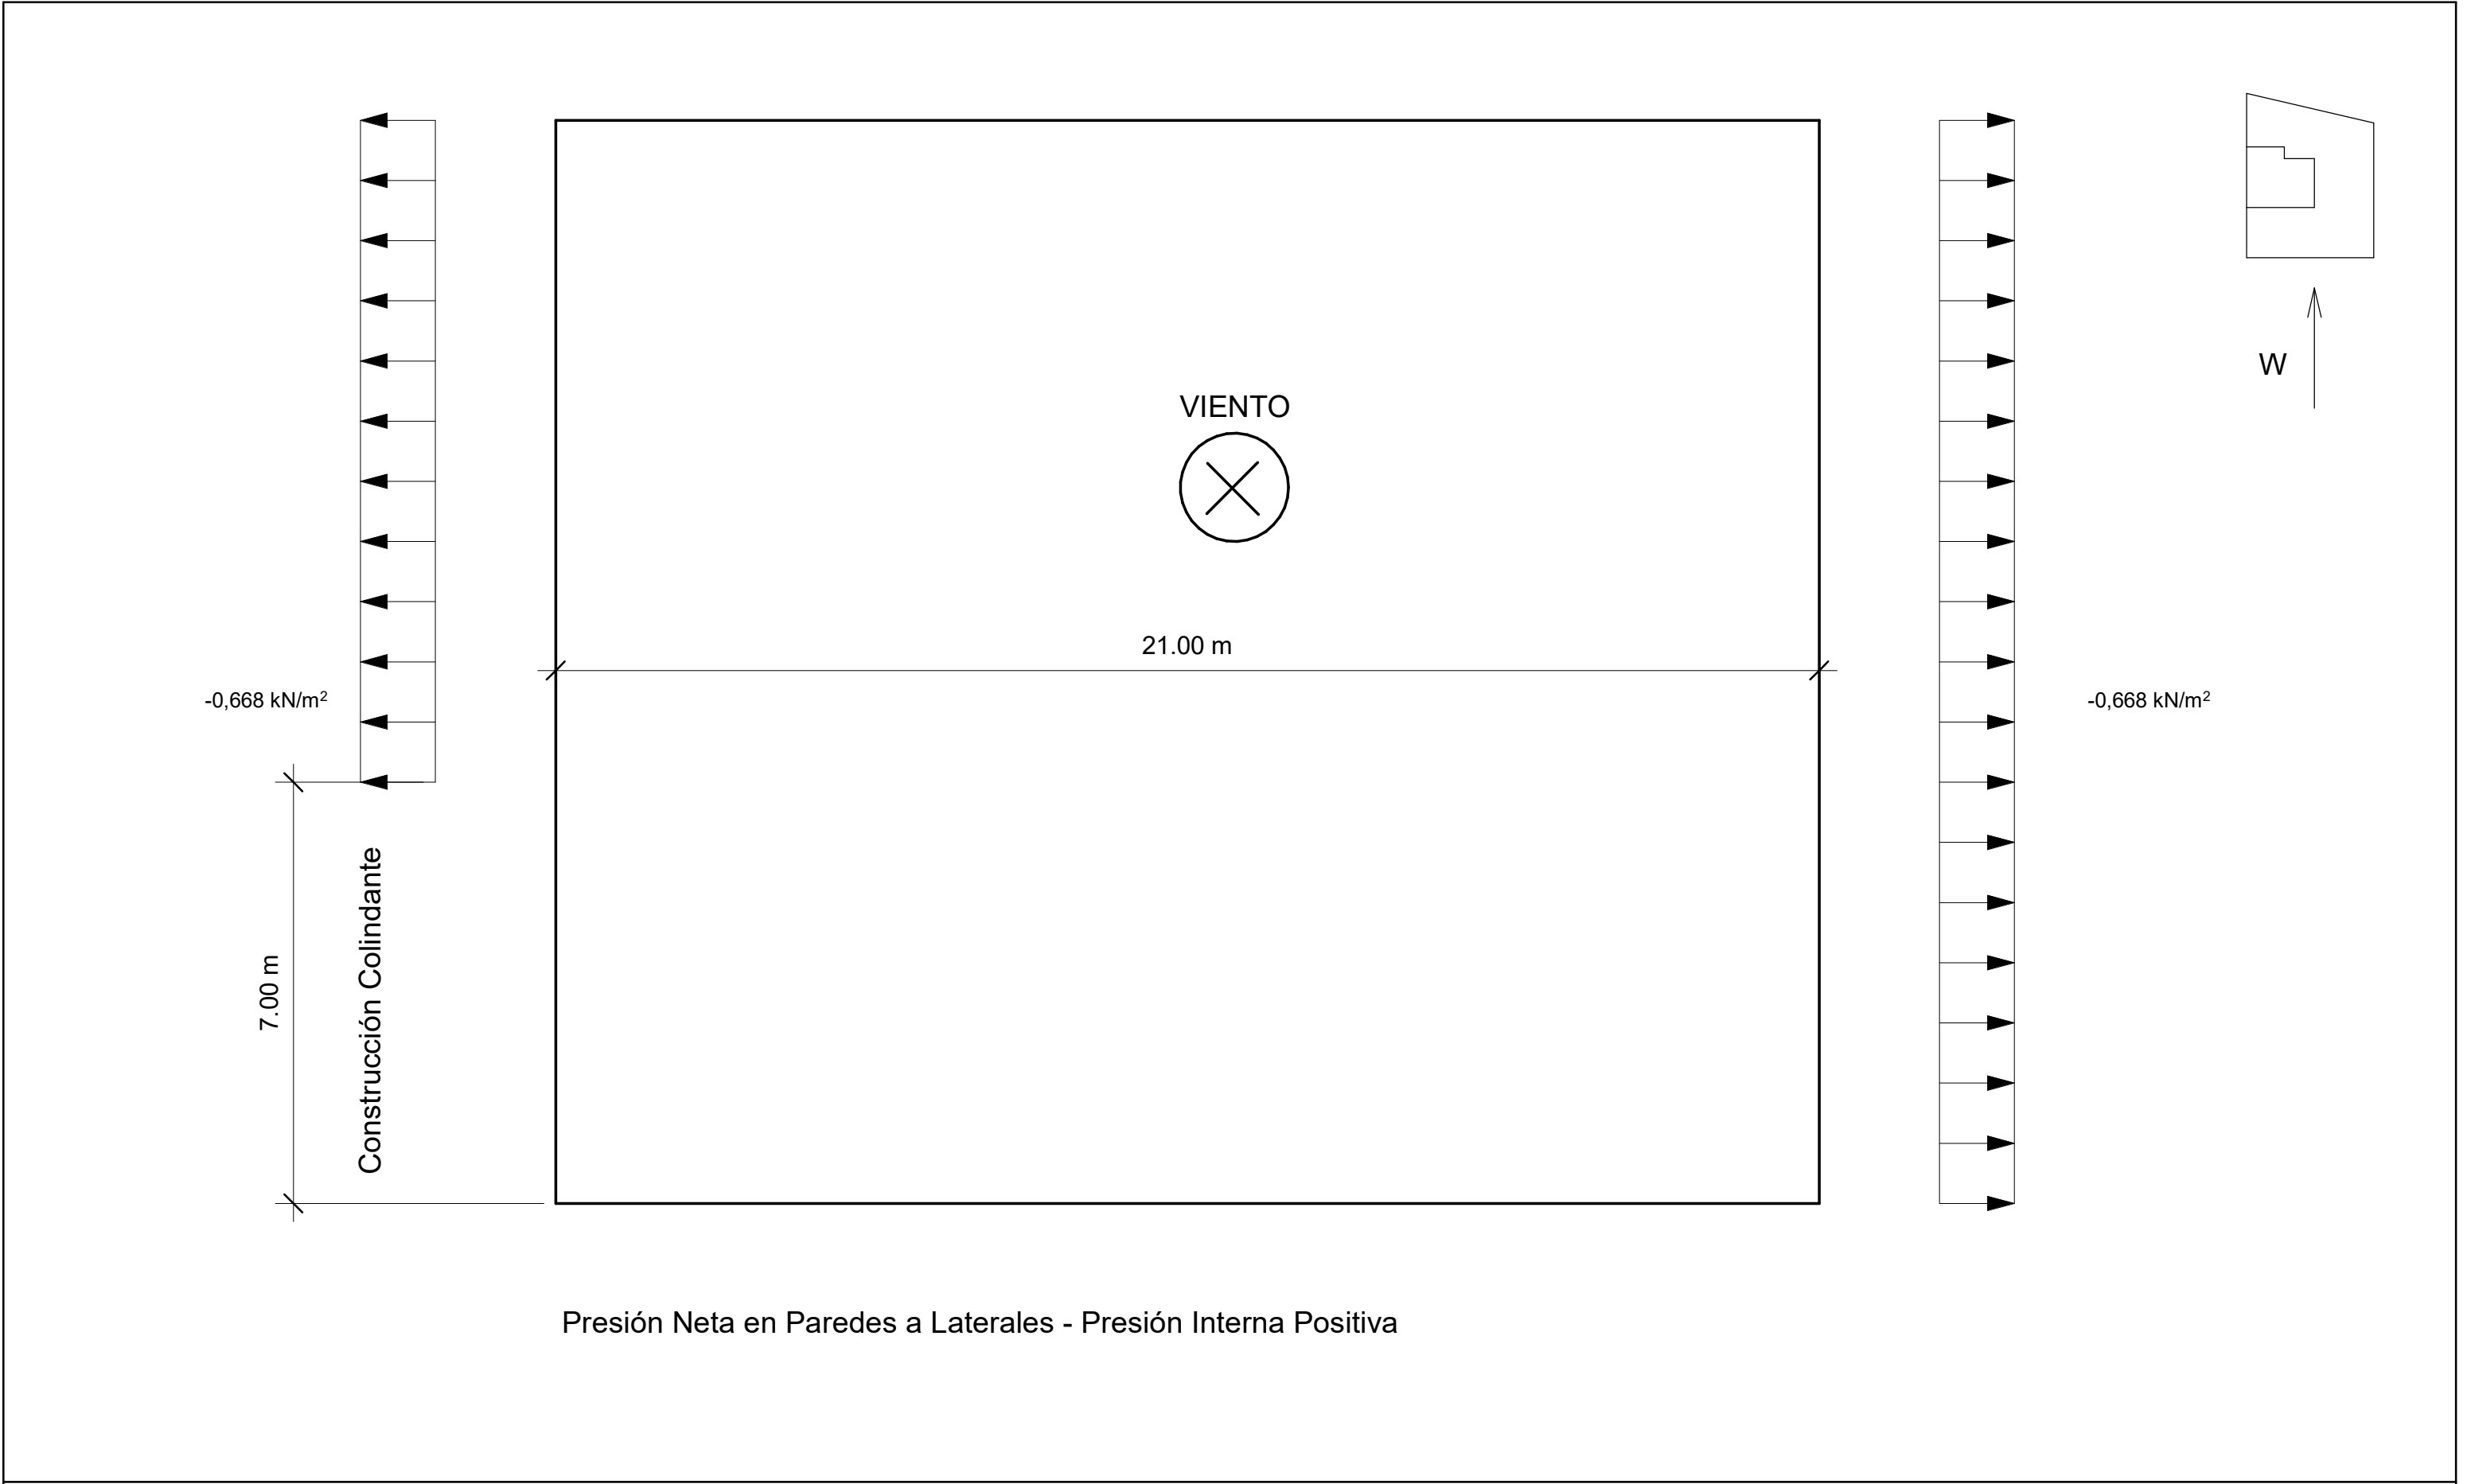 VIENTO
W
21.00 m
-0,668 kN/m²
-0,668 kN/m²
Construcción Colindante
7.00 m
Presión Neta en Paredes a Laterales - Presión Interna Positiva